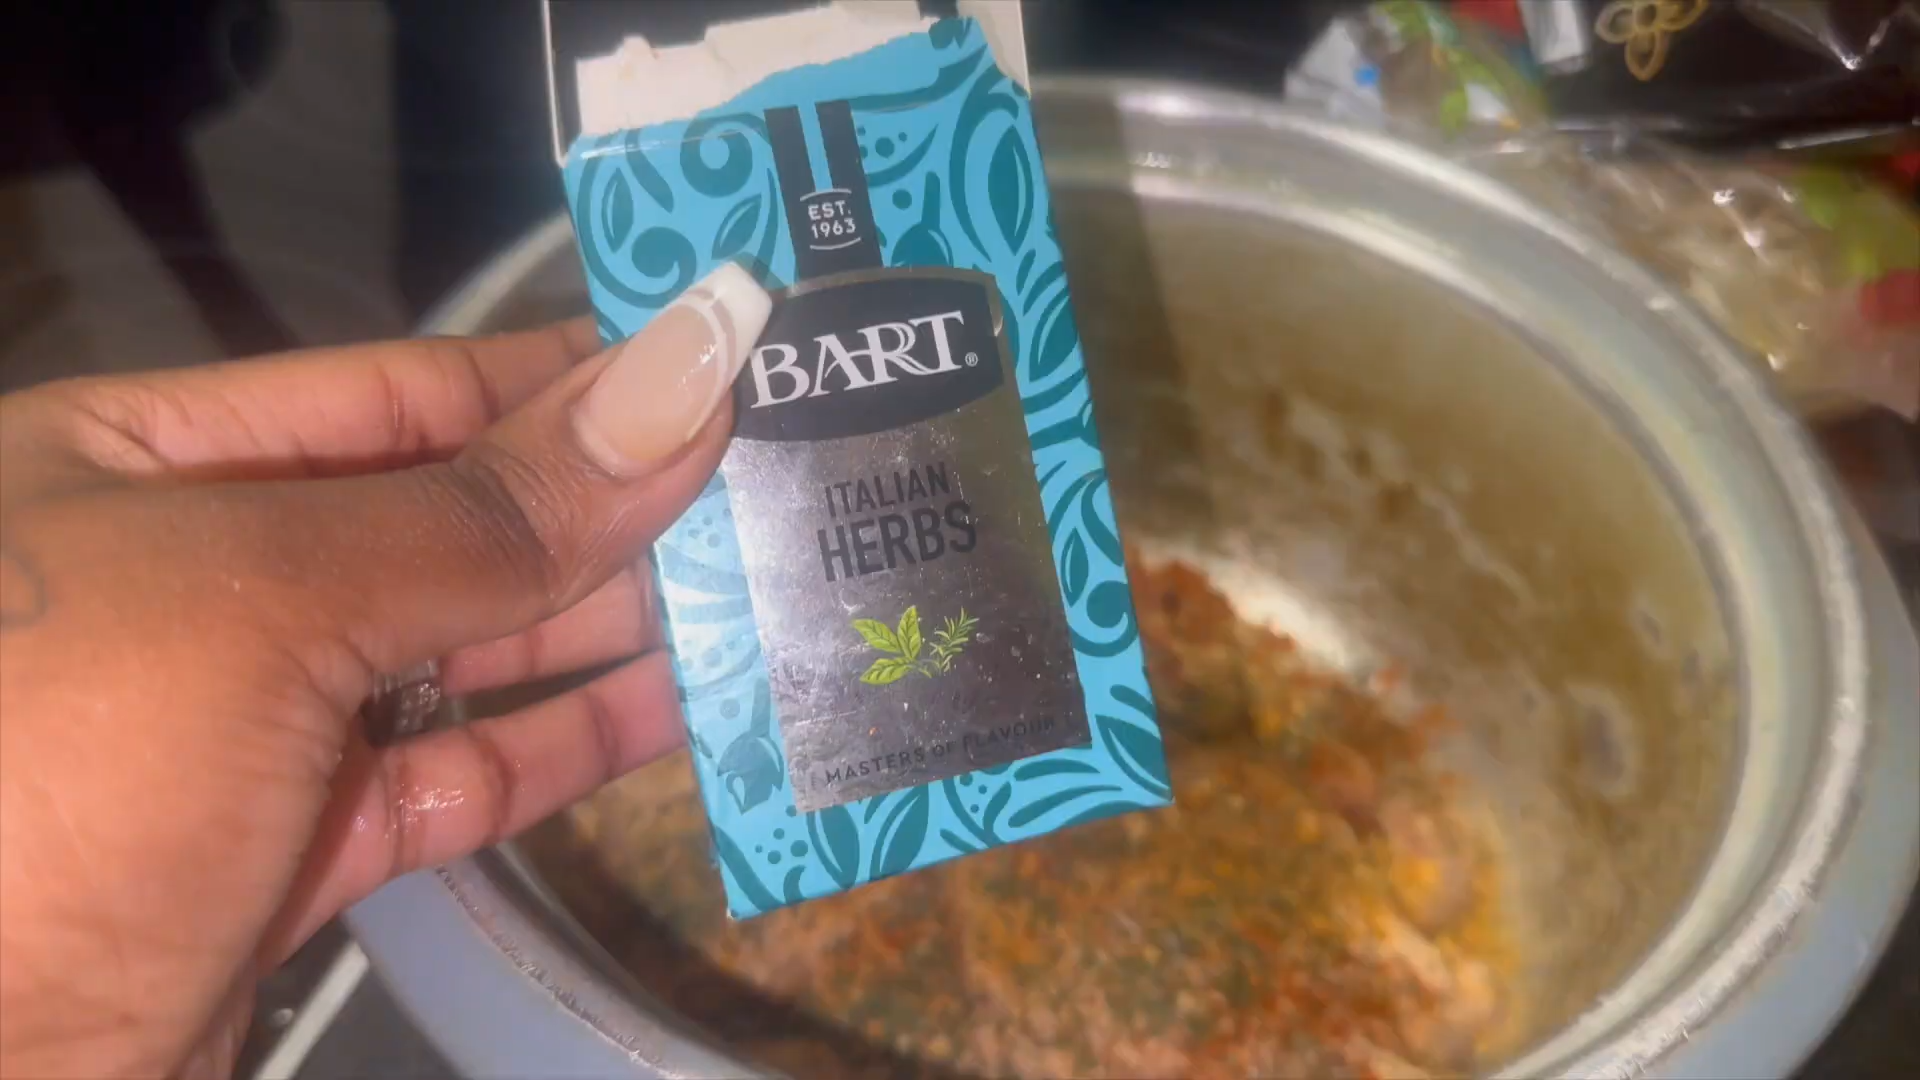 EST.
1963
BART®
ITALIAN
HERBS
MASTERS OF FLAVOUR